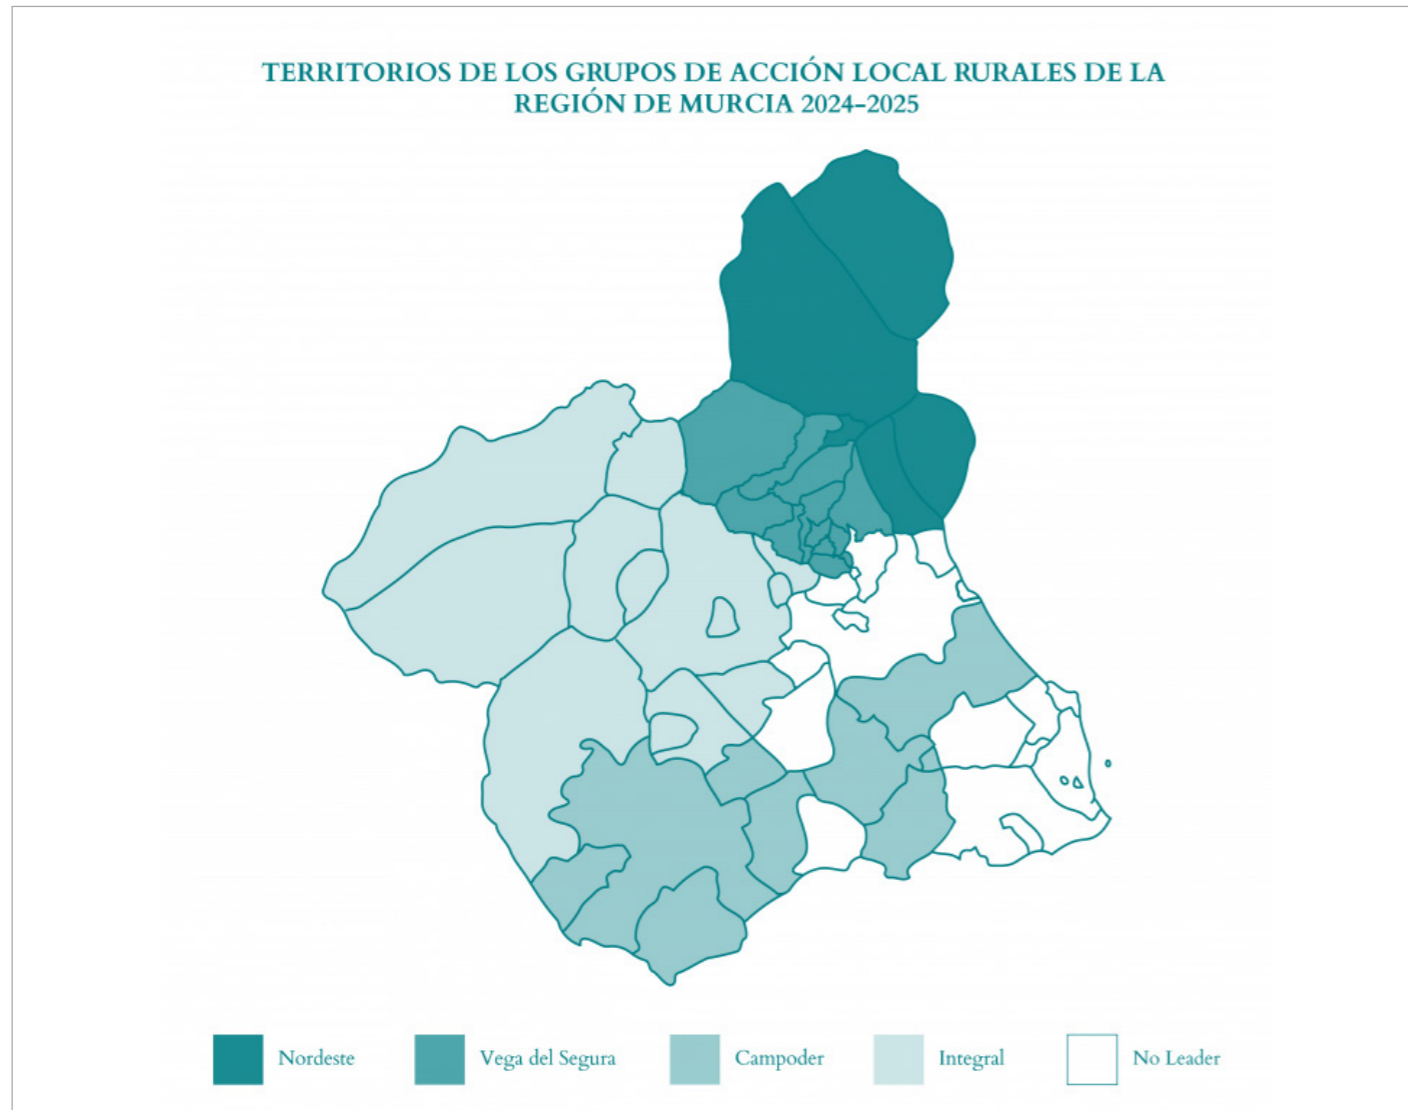 TERRITORIOS DE LOS GRUPOS DE ACCIÓN LOCAL RURALES DE LA
REGIÓN DE MURCIA 2024-2025
Nordeste
Vega del Segura
Campoder
Integral
No Leader